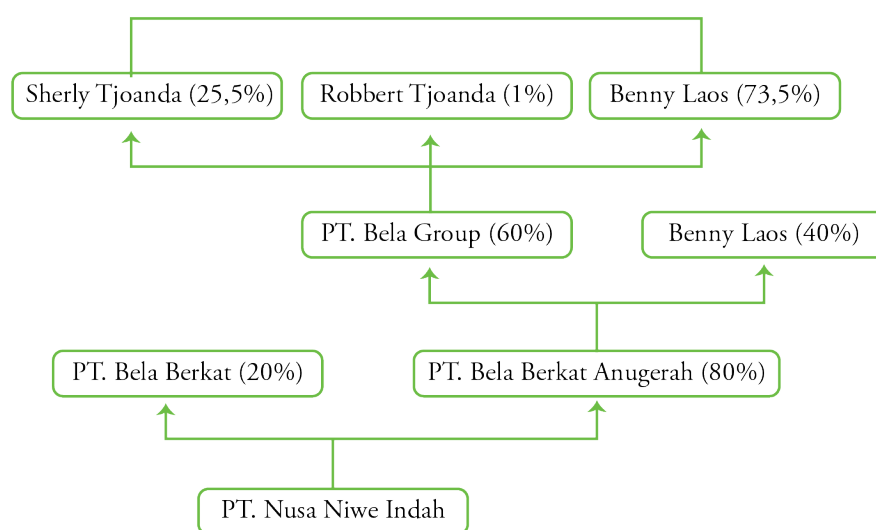 Sherly Tjoanda (25,5%)
Robbert Tjoanda (1%)
Benny Laos (73,5%)
PT. Bela Group (60%)
Benny Laos (40%)
PT. Bela Berkat (20%)
PT. Bela Berkat Anugerah (80%)
PT. Nusa Niwe Indah